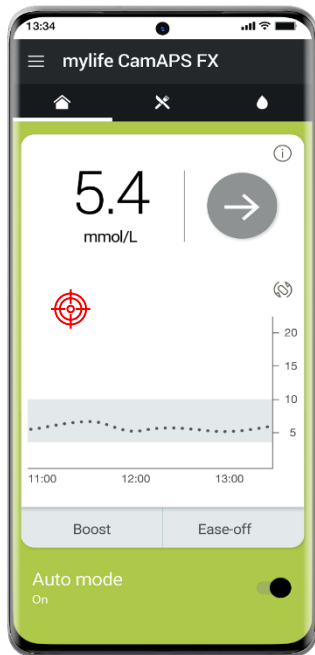 13:34
mylife CamAPS FX
5.4
mmol/L
20
15
10
5
11:00 12:00 13:00
Boost Ease-off
Auto mode
On